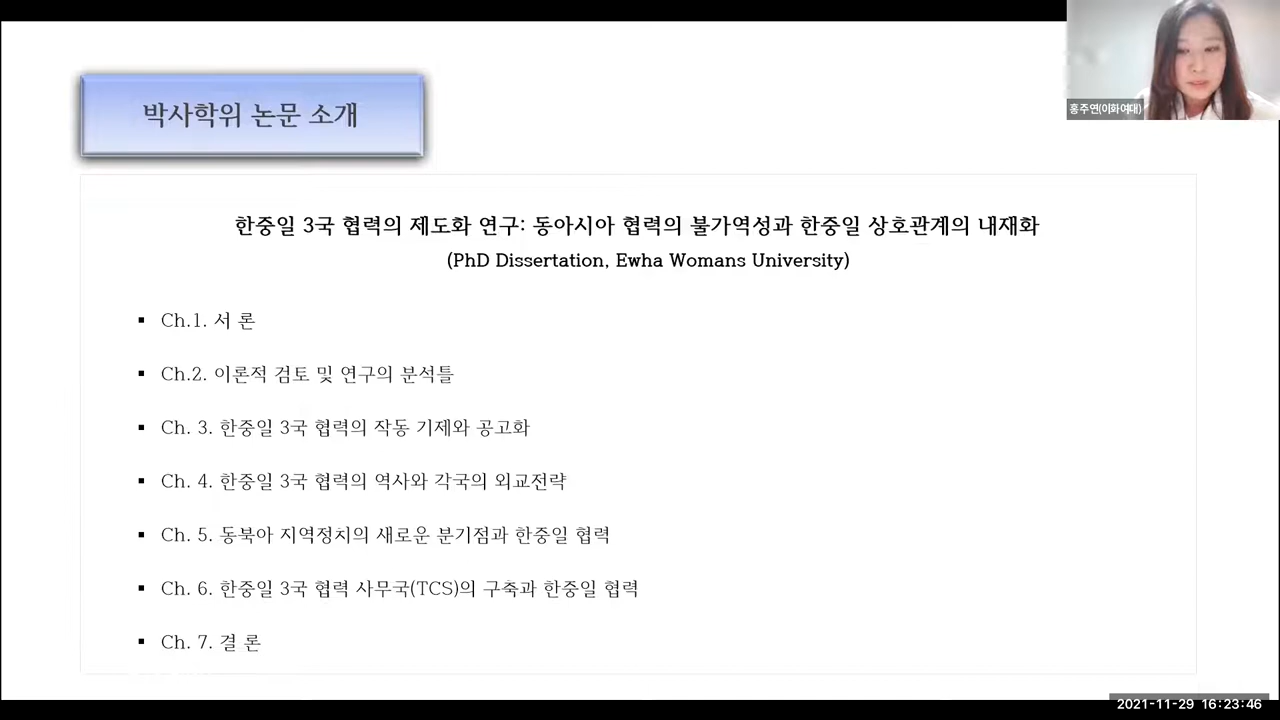 박사학위 논문 소개
홍주연(이화여대)
한중일 3국 협력의 제도화 연구: 동아시아 협력의 불가역성과 한중일 상호관계의 내재화
(PhD Dissertation, Ewha Womans University)
▪ Ch.1. 서 론
▪ Ch.2. 이론적 검토 및 연구의 분석틀
▪ Ch. 3. 한중일 3국 협력의 작동 기제와 공고화
▪ Ch. 4. 한중일 3국 협력의 역사와 각국의 외교전략
▪ Ch. 5. 동북아 지역정치의 새로운 분기점과 한중일 협력
▪ Ch. 6. 한중일 3국 협력 사무국(TCS)의 구축과 한중일 협력
▪ Ch. 7. 결 론
2021-11-29 16:23:46